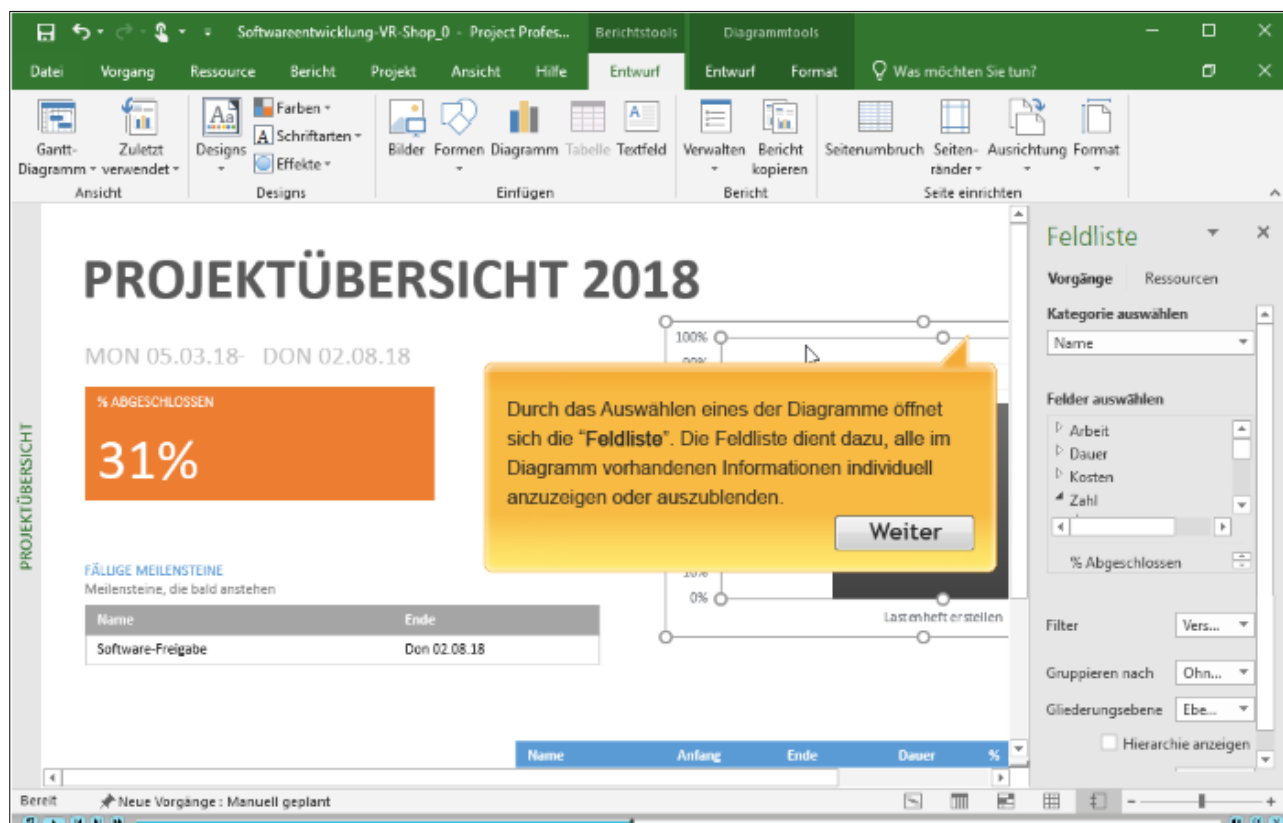 Softwareentwicklung-VR-Shop_0 - Project Profes... Berichtstools Diagrammtools
Datei Vorgang Ressource Bericht Projekt Ansicht Hilfe Entwurf Entwurf Format Was möchten Sie tun?
Gantt-Diagramm Zuletzt verwendet Designs Farben Schriftarten Effekte Bilder Formen Diagramm Tabelle Textfeld Verwalten Bericht kopieren Seitenumbruch Seiten-ränder Ausrichtung Format
Ansicht Designs Einfügen Bericht Seite einrichten
PROJEKTÜBERSICHT
PROJEKTÜBERSICHT 2018
MON 05.03.18- DON 02.08.18
% ABGESCHLOSSEN
31%
FÄLLIGE MEILENSTEINE
Meilensteine, die bald anstehen
Name Ende
Software-Freigabe Don 02.08.18
100%
Durch das Auswählen eines der Diagramme öffnet
sich die "Feldliste". Die Feldliste dient dazu, alle im
Diagramm vorhandenen Informationen individuell
anzuzeigen oder auszublenden.
Weiter
10%
0%
Lastenheft erstellen
Name Anfang Ende Dauer %
Feldliste
Vorgänge Ressourcen
Kategorie auswählen
Name
Felder auswählen
Arbeit
Dauer
Kosten
Zahl
% Abgeschlossen
Filter Vers...
Gruppieren nach Ohn...
Gliederungsebene Ebe...
Hierarchie anzeigen
Bereit Neue Vorgänge : Manuell geplant